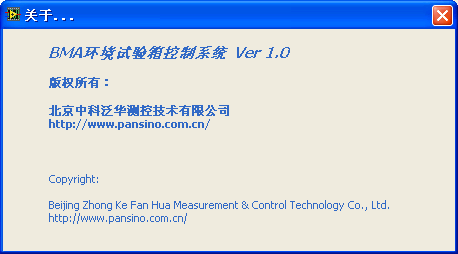 关于...
BMA环境试验箱控制系统 Ver 1.0
版权所有：
北京中科泛华测控技术有限公司
http://www.pansino.com.cn/
Copyright:
Beijing Zhong Ke Fan Hua Measurement & Control Technology Co., Ltd.
http://www.pansino.com.cn/